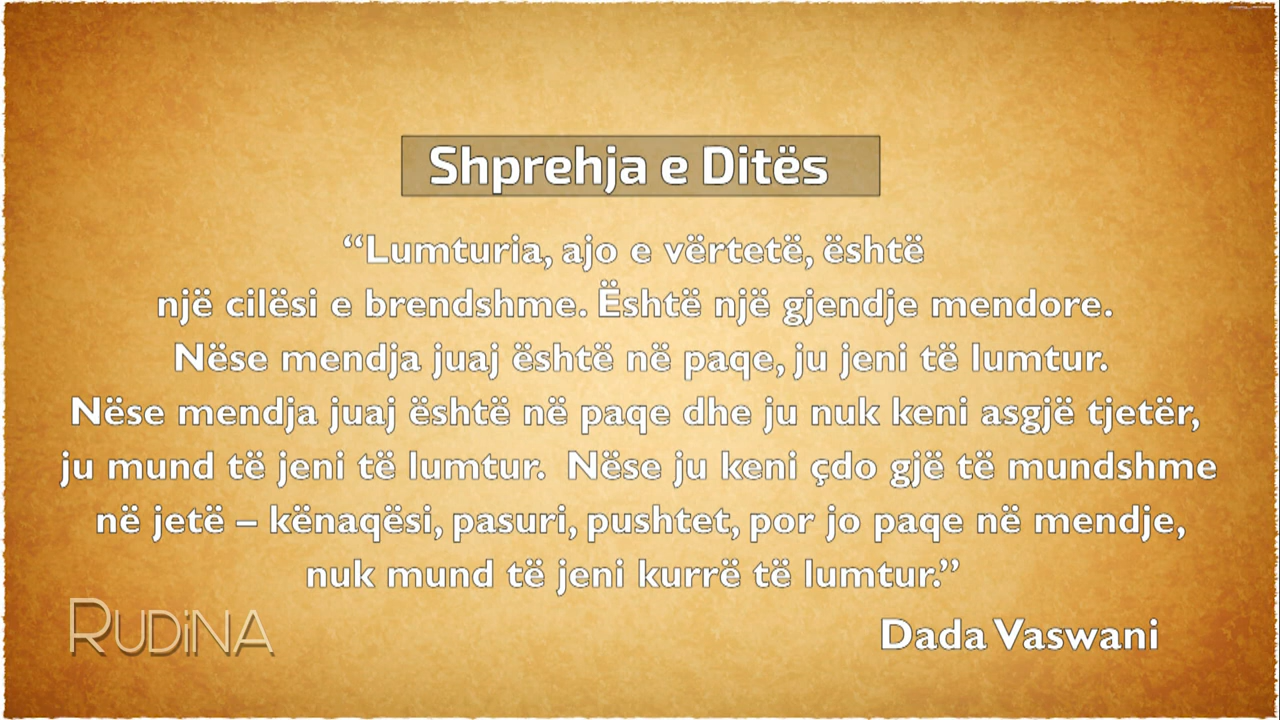 Shprehja e Ditës
“Lumturia, ajo e vërtetë, është
një cilësi e brendshme. Është një gjendje mendore.
Nëse mendja juaj është në paqe, ju jeni të lumtur.
Nëse mendja juaj është në paqe dhe ju nuk keni asgjë tjetër,
ju mund të jeni të lumtur. Nëse ju keni çdo gjë të mundshme
në jetë – kënaqësi, pasuri, pushtet, por jo paqe në mendje,
nuk mund të jeni kurrë të lumtur.”
Dada Vaswani
RUDiNA